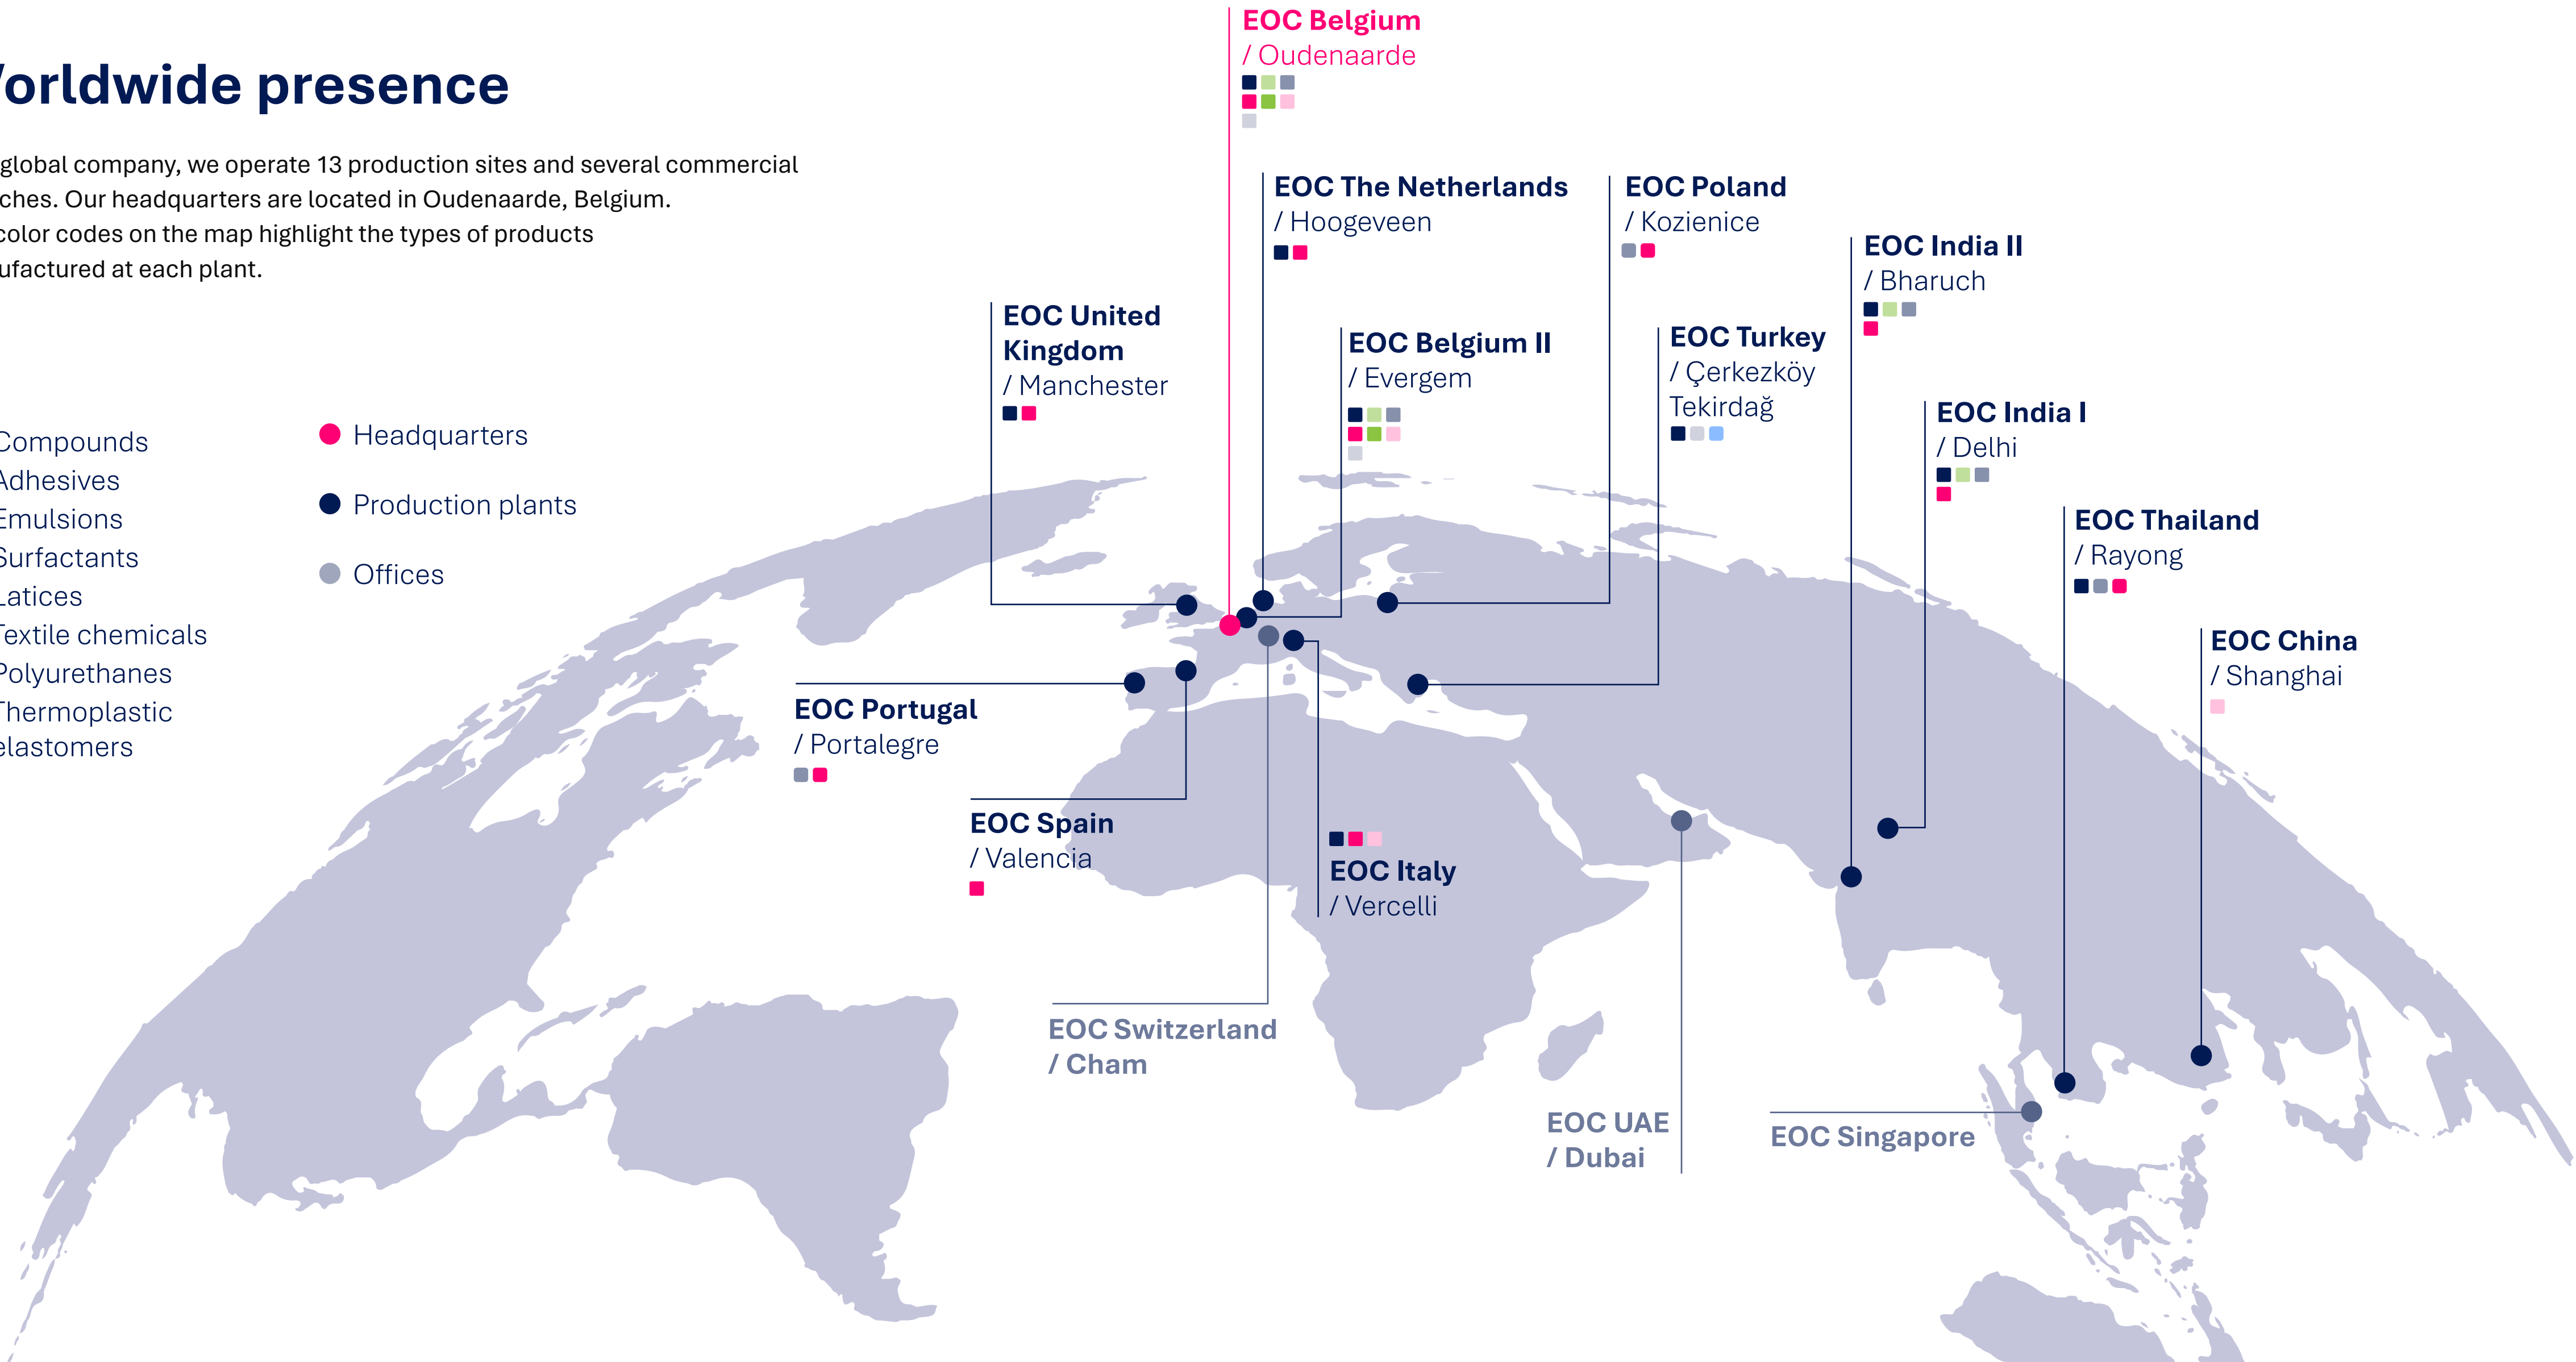 Worldwide presence
global company, we operate 13 production sites and several commercial
ches. Our headquarters are located in Oudenaarde, Belgium.
color codes on the map highlight the types of products
ufactured at each plant.
Compounds
Adhesives
Emulsions
Surfactants
Latices
Textile chemicals
Polyurethanes
Thermoplastic
elastomers
Headquarters
Production plants
Offices
EOC Belgium
/ Oudenaarde
EOC The Netherlands
/ Hoogeveen
EOC Poland
/ Kozienice
EOC India II
/ Bharuch
EOC United
Kingdom
/ Manchester
EOC Belgium II
/ Evergem
EOC Turkey
/ Çerkezköy
Tekirdağ
EOC India I
/ Delhi
EOC Thailand
/ Rayong
EOC China
/ Shanghai
EOC Portugal
/ Portalegre
EOC Spain
/ Valencia
EOC Italy
/ Vercelli
EOC Switzerland
/ Cham
EOC UAE
/ Dubai
EOC Singapore